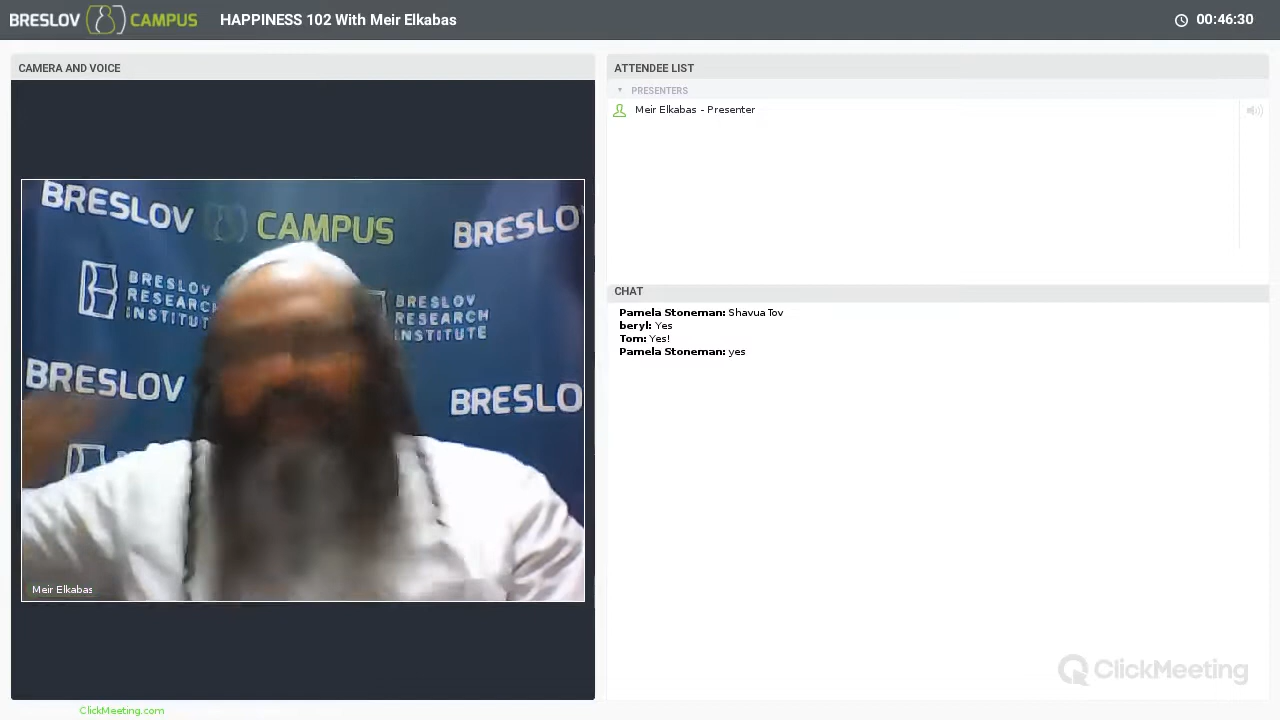 BRESLOV CAMPUS
HAPPINESS 102 With Meir Elkabas
00:46:30
CAMERA AND VOICE
BRESLOV
CAMPUS
BRESLO
BRESLOV
RESEARCH
INSTITUT
BRESLOV
RESEARCH
INSTITUTE
BRESLOV
BRESLO
Meir Elkabas
ClickMeeting.com
ATTENDEE LIST
PRESENTERS
Meir Elkabas - Presenter
CHAT
Pamela Stoneman: Shavua Tov
beryl: Yes
Tom: Yes!
Pamela Stoneman: yes
ClickMeeting